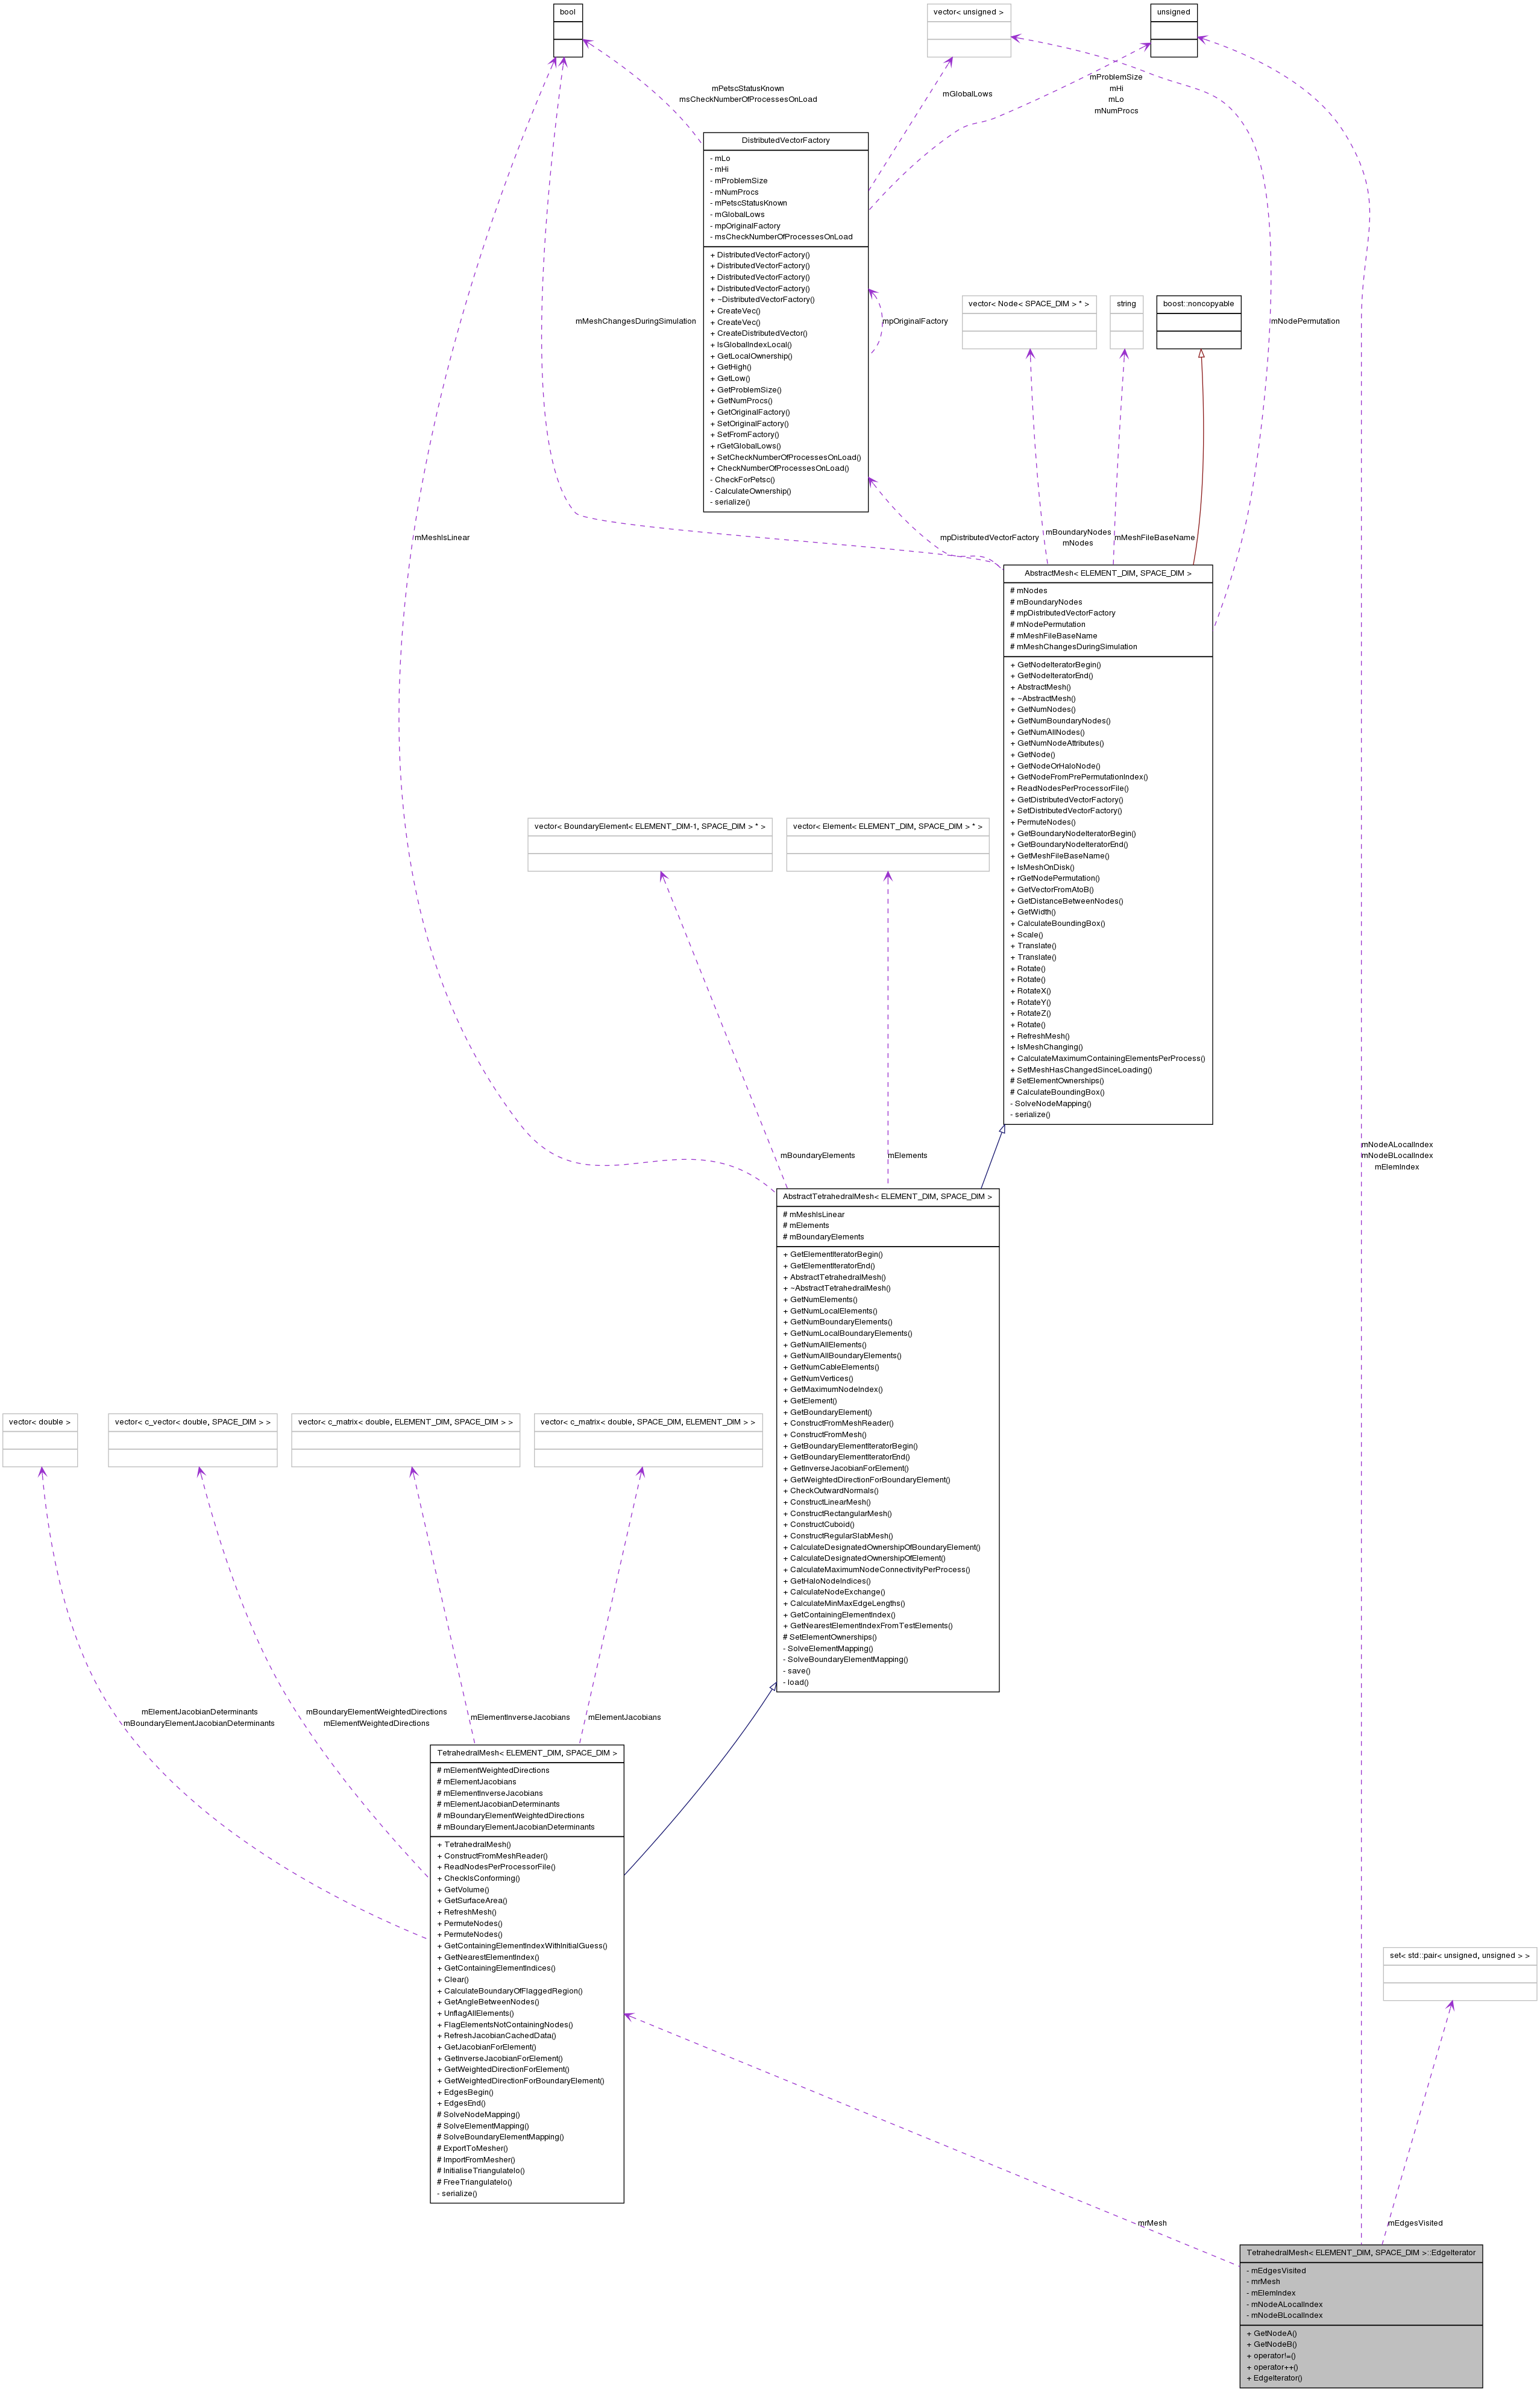 bool
vector< unsigned >
unsigned
mPetscStatusKnown
msCheckNumberOfProcessesOnLoad
mGlobalLows
mProblemSize
mHi
mLo
mNumProcs
DistributedVectorFactory
- mLo
- mHi
- mProblemSize
- mNumProcs
- mPetscStatusKnown
- mGlobalLows
- mpOriginalFactory
- msCheckNumberOfProcessesOnLoad
+ DistributedVectorFactory()
+ DistributedVectorFactory()
+ DistributedVectorFactory()
+ DistributedVectorFactory()
+ ~DistributedVectorFactory()
+ CreateVec()
+ CreateVec()
+ CreateDistributedVector()
+ IsGlobalIndexLocal()
+ GetLocalOwnership()
+ GetHigh()
+ GetLow()
+ GetProblemSize()
+ GetNumProcs()
+ GetOriginalFactory()
+ SetOriginalFactory()
+ SetFromFactory()
+ rGetGlobalLows()
+ SetCheckNumberOfProcessesOnLoad()
+ CheckNumberOfProcessesOnLoad()
- CheckForPetsc()
- CalculateOwnership()
- serialize()
mpOriginalFactory
vector< Node< SPACE_DIM > * >
string
boost::noncopyable
mMeshChangesDuringSimulation
mNodePermutation
mMeshIsLinear
mpDistributedVectorFactory
mBoundaryNodes
mNodes
mMeshFileBaseName
AbstractMesh< ELEMENT_DIM, SPACE_DIM >
# mNodes
# mBoundaryNodes
# mpDistributedVectorFactory
# mNodePermutation
# mMeshFileBaseName
# mMeshChangesDuringSimulation
+ GetNodeIteratorBegin()
+ GetNodeIteratorEnd()
+ AbstractMesh()
+ ~AbstractMesh()
+ GetNumNodes()
+ GetNumBoundaryNodes()
+ GetNumAllNodes()
+ GetNumNodeAttributes()
+ GetNode()
+ GetNodeOrHaloNode()
+ GetNodeFromPrePermutationIndex()
+ ReadNodesPerProcessorFile()
+ GetDistributedVectorFactory()
+ SetDistributedVectorFactory()
+ PermuteNodes()
+ GetBoundaryNodeIteratorBegin()
+ GetBoundaryNodeIteratorEnd()
+ GetMeshFileBaseName()
+ IsMeshOnDisk()
+ rGetNodePermutation()
+ GetVectorFromAtoB()
+ GetDistanceBetweenNodes()
+ GetWidth()
+ CalculateBoundingBox()
+ Scale()
+ Translate()
+ Translate()
+ Rotate()
+ Rotate()
+ RotateX()
+ RotateY()
+ RotateZ()
+ Rotate()
+ RefreshMesh()
+ IsMeshChanging()
+ CalculateMaximumContainingElementsPerProcess()
+ SetMeshHasChangedSinceLoading()
# SetElementOwnerships()
# CalculateBoundingBox()
- SolveNodeMapping()
- serialize()
vector< BoundaryElement< ELEMENT_DIM-1, SPACE_DIM > * >
vector< Element< ELEMENT_DIM, SPACE_DIM > * >
mBoundaryElements
mElements
mNodeALocalIndex
mNodeBLocalIndex
mElemIndex
AbstractTetrahedralMesh< ELEMENT_DIM, SPACE_DIM >
# mMeshIsLinear
# mElements
# mBoundaryElements
+ GetElementIteratorBegin()
+ GetElementIteratorEnd()
+ AbstractTetrahedralMesh()
+ ~AbstractTetrahedralMesh()
+ GetNumElements()
+ GetNumLocalElements()
+ GetNumBoundaryElements()
+ GetNumLocalBoundaryElements()
+ GetNumAllElements()
+ GetNumAllBoundaryElements()
+ GetNumCableElements()
+ GetNumVertices()
+ GetMaximumNodeIndex()
+ GetElement()
+ GetBoundaryElement()
+ ConstructFromMeshReader()
+ ConstructFromMesh()
+ GetBoundaryElementIteratorBegin()
+ GetBoundaryElementIteratorEnd()
+ GetInverseJacobianForElement()
+ GetWeightedDirectionForBoundaryElement()
+ CheckOutwardNormals()
+ ConstructLinearMesh()
+ ConstructRectangularMesh()
+ ConstructCuboid()
+ ConstructRegularSlabMesh()
+ CalculateDesignatedOwnershipOfBoundaryElement()
+ CalculateDesignatedOwnershipOfElement()
+ CalculateMaximumNodeConnectivityPerProcess()
+ GetHaloNodeIndices()
+ CalculateNodeExchange()
+ CalculateMinMaxEdgeLengths()
+ GetContainingElementIndex()
+ GetNearestElementIndexFromTestElements()
# SetElementOwnerships()
- SolveElementMapping()
- SolveBoundaryElementMapping()
- save()
- load()
vector< double >
vector< c_vector< double, SPACE_DIM > >
vector< c_matrix< double, ELEMENT_DIM, SPACE_DIM > >
vector< c_matrix< double, SPACE_DIM, ELEMENT_DIM > >
mElementJacobianDeterminants
mBoundaryElementJacobianDeterminants
mBoundaryElementWeightedDirections
mElementWeightedDirections
mElementInverseJacobians
mElementJacobians
TetrahedralMesh< ELEMENT_DIM, SPACE_DIM >
# mElementWeightedDirections
# mElementJacobians
# mElementInverseJacobians
# mElementJacobianDeterminants
# mBoundaryElementWeightedDirections
# mBoundaryElementJacobianDeterminants
+ TetrahedralMesh()
+ ConstructFromMeshReader()
+ ReadNodesPerProcessorFile()
+ CheckIsConforming()
+ GetVolume()
+ GetSurfaceArea()
+ RefreshMesh()
+ PermuteNodes()
+ PermuteNodes()
+ GetContainingElementIndexWithInitialGuess()
+ GetNearestElementIndex()
+ GetContainingElementIndices()
+ Clear()
+ CalculateBoundaryOfFlaggedRegion()
+ GetAngleBetweenNodes()
+ UnflagAllElements()
+ FlagElementsNotContainingNodes()
+ RefreshJacobianCachedData()
+ GetJacobianForElement()
+ GetInverseJacobianForElement()
+ GetWeightedDirectionForElement()
+ GetWeightedDirectionForBoundaryElement()
+ EdgesBegin()
+ EdgesEnd()
# SolveNodeMapping()
# SolveElementMapping()
# SolveBoundaryElementMapping()
# ExportToMesher()
# ImportFromMesher()
# InitialiseTriangulateIo()
# FreeTriangulateIo()
- serialize()
set< std::pair< unsigned, unsigned > >
mrMesh
mEdgesVisited
TetrahedralMesh< ELEMENT_DIM, SPACE_DIM >::EdgeIterator
- mEdgesVisited
- mrMesh
- mElemIndex
- mNodeALocalIndex
- mNodeBLocalIndex
+ GetNodeA()
+ GetNodeB()
+ operator!=()
+ operator++()
+ EdgeIterator()